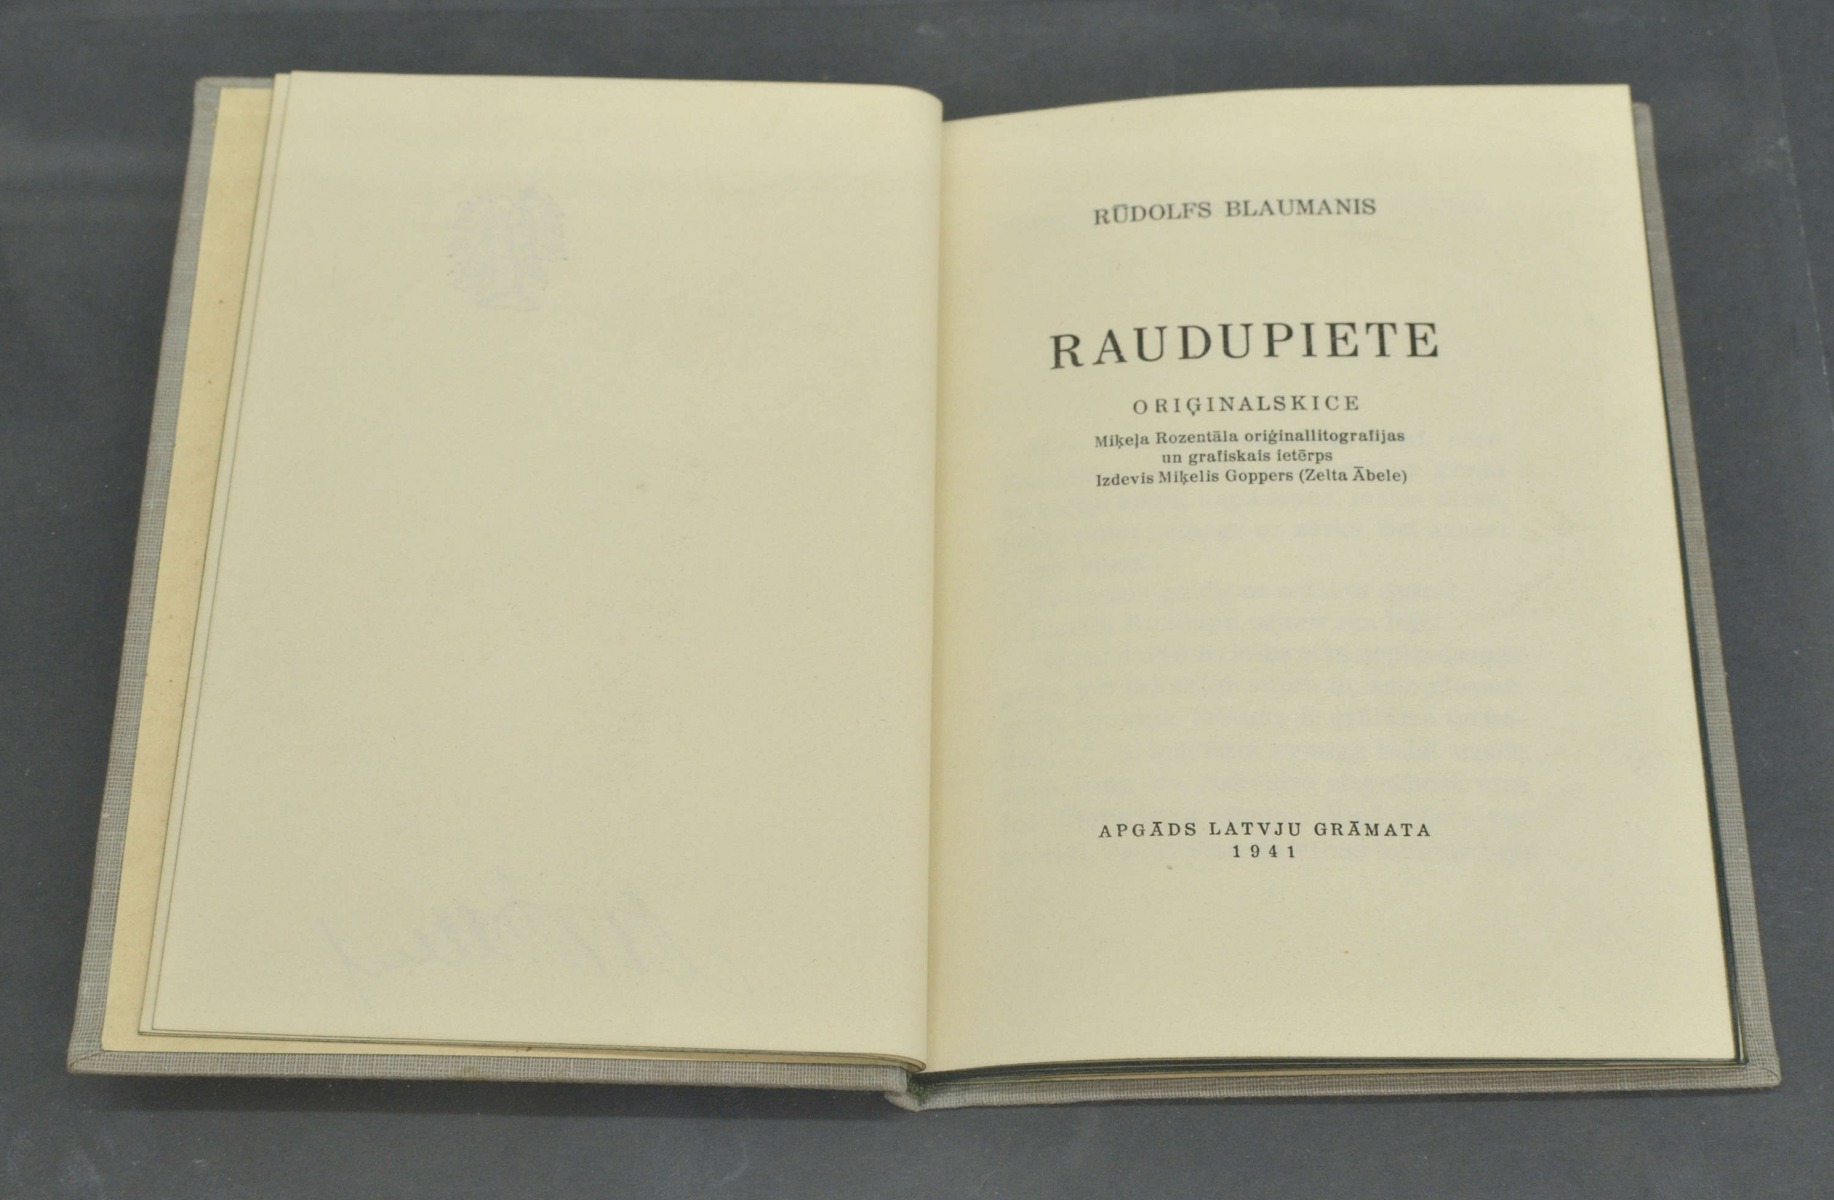 RŪDOLFS BLAUMANIS
RAUDUPIETE
ORIĢINALSKICE
Miķeļa Rozentāla oriģinallitografijas
un grafiskais ietērps
Izdevis Miķelis Goppers (Zelta Ābele)
APGĀDS LATVJU GRĀMATA
1941